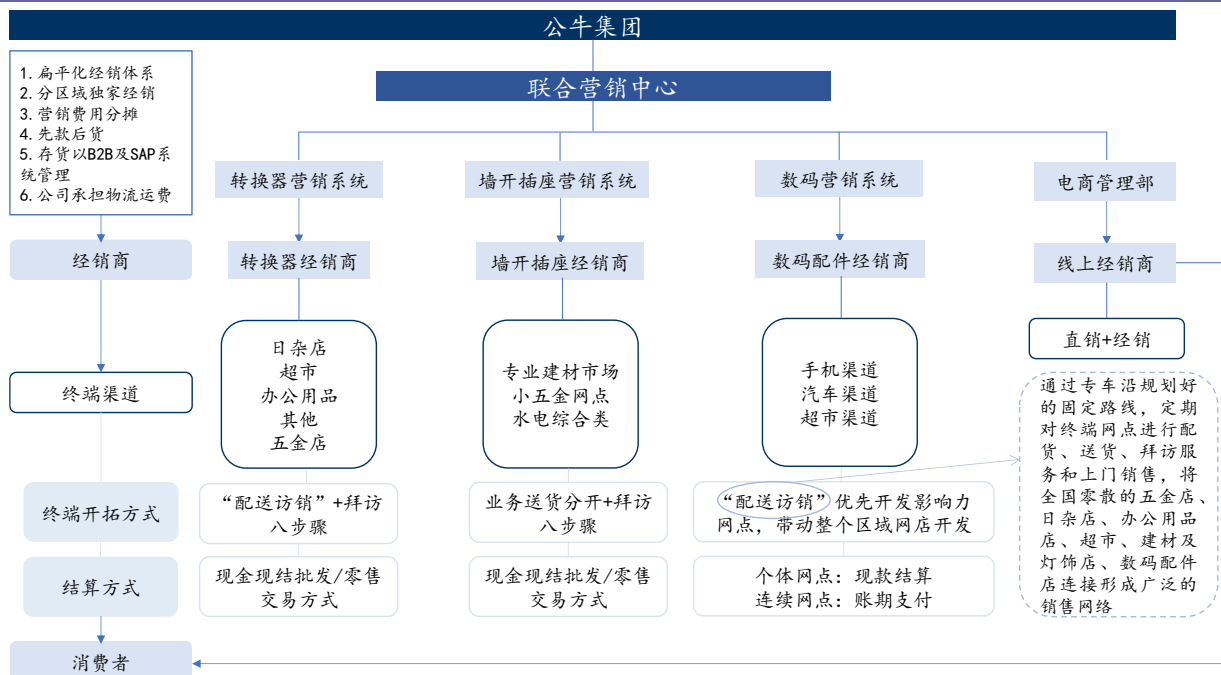 公牛集团
联合营销中心
1.扁平化经销体系
2.分区域独家经销
3.营销费用分摊
4.先款后货
5.存货以B2B及SAP系
统管理
6.公司承担物流运费
转换器营销系统
墙开插座营销系统
数码营销系统
电商管理部
经销商
转换器经销商
墙开插座经销商
数码配件经销商
线上经销商
终端渠道
日杂店
超市
办公用品
其他
五金店
专业建材市场
小五金网点
水电综合类
手机渠道
汽车渠道
超市渠道
直销+经销
通过专车沿规划好
的固定路线，定期
对终端网点进行配
货、送货、拜访服
务和上门销售，将
全国零散的五金店、
日杂店、办公用品
店、超市、建材及
灯饰店、数码配件
店连接形成广泛的
销售网络
终端开拓方式
“配送访销”+拜访
八步骤
业务送货分开+拜访
八步骤
“配送访销”优先开发影响力
网点，带动整个区域网店开发
结算方式
现金现结批发/零售
交易方式
现金现结批发/零售
交易方式
个体网点：现款结算
连续网点：账期支付
消费者